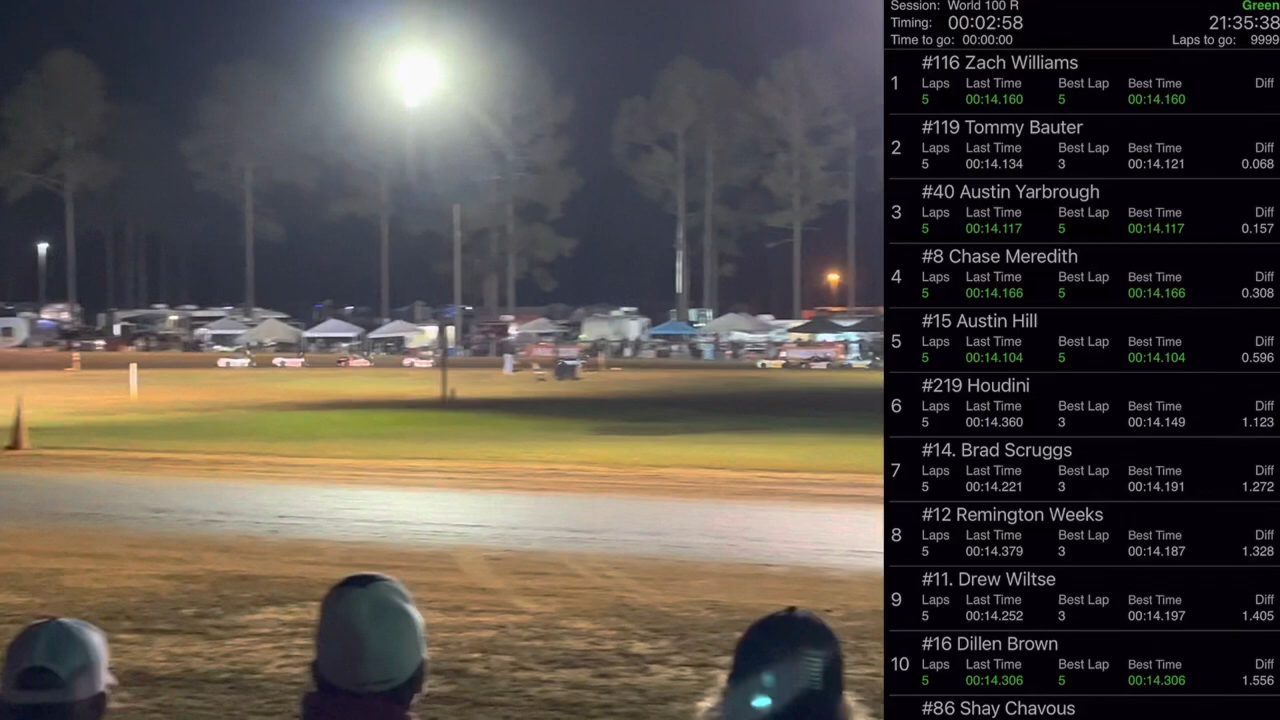 Session: World 100 R Green
Timing: 00:02:58 21:35:38
Time to go: 00:00:00 Laps to go: 9999
#116 Zach Williams
1 Laps Last Time Best Lap Best Time Diff
5 00:14.160 5 00:14.160
#119 Tommy Bauter
2 Laps Last Time Best Lap Best Time Diff
5 00:14.134 3 00:14.121 0.068
#40 Austin Yarbrough
3 Laps Last Time Best Lap Best Time Diff
5 00:14.117 5 00:14.117 0.157
#8 Chase Meredith
4 Laps Last Time Best Lap Best Time Diff
5 00:14.166 5 00:14.166 0.308
#15 Austin Hill
5 Laps Last Time Best Lap Best Time Diff
5 00:14.104 5 00:14.104 0.596
#219 Houdini
6 Laps Last Time Best Lap Best Time Diff
5 00:14.360 3 00:14.149 1.123
#14. Brad Scruggs
7 Laps Last Time Best Lap Best Time Diff
5 00:14.221 3 00:14.191 1.272
#12 Remington Weeks
8 Laps Last Time Best Lap Best Time Diff
5 00:14.379 3 00:14.187 1.328
#11. Drew Wiltse
9 Laps Last Time Best Lap Best Time Diff
5 00:14.252 3 00:14.197 1.405
#16 Dillen Brown
10 Laps Last Time Best Lap Best Time Diff
5 00:14.306 5 00:14.306 1.556
#86 Shay Chavous